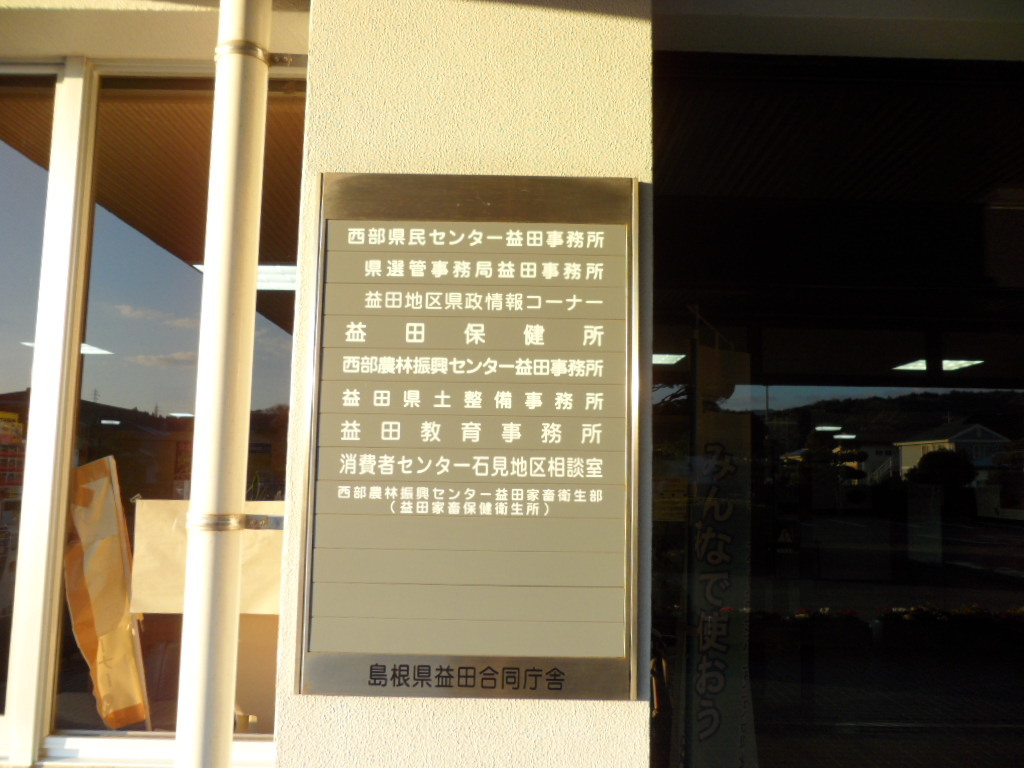 西部県民センター益田事務所
県選管事務局益田事務所
益田地区県政情報コーナー
益田保健所
西部農林振興センター益田事務所
益田県土整備事務所
益田教育事務所
消費者センター石見地区相談室
西部農林振興センター益田家畜衛生部
(益田家畜保健衛生所)
島根県益田合同庁舎
みんなで使おう